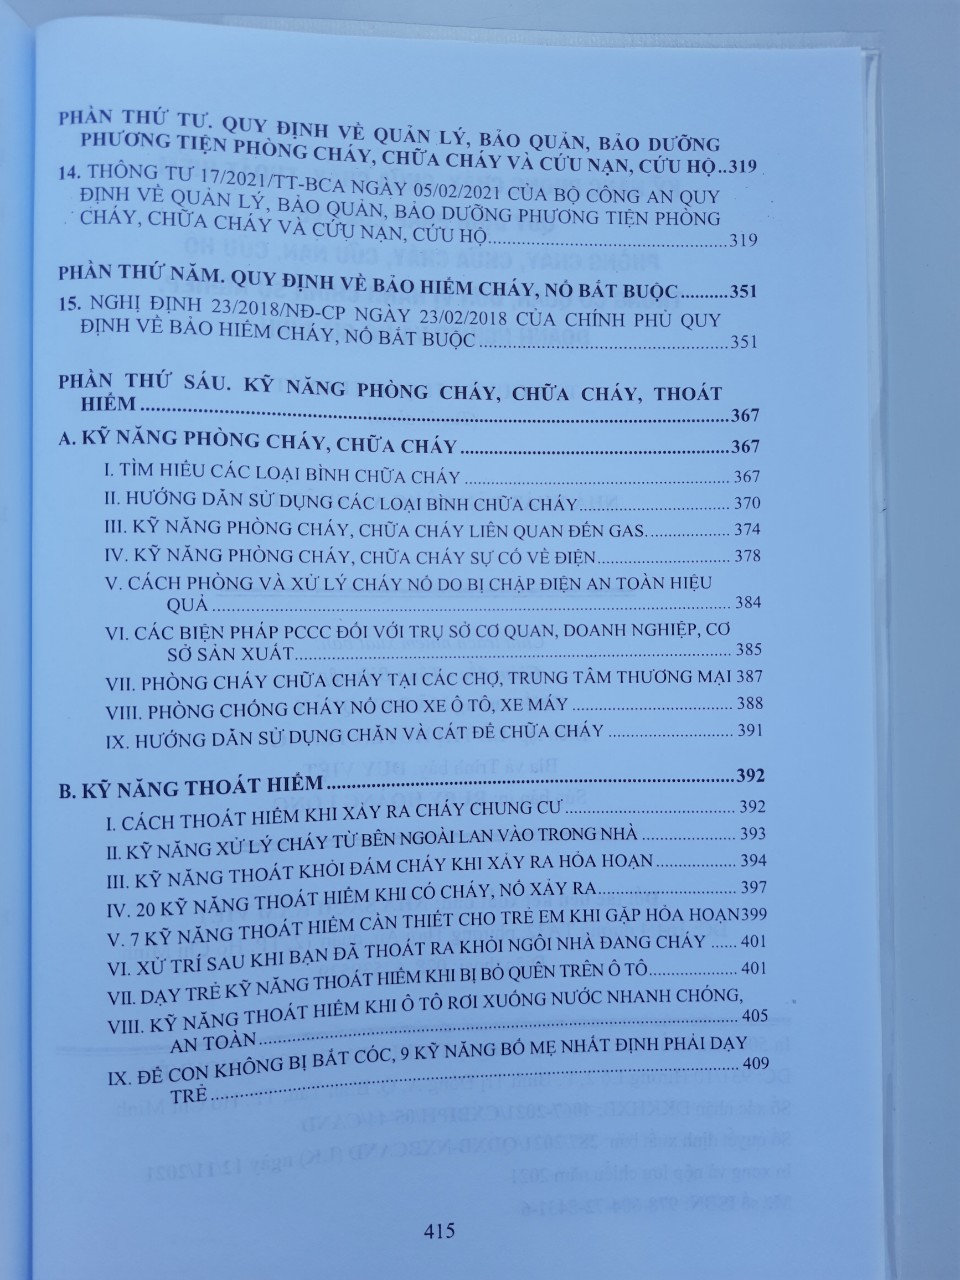 PHẦN THỨ TƯ. QUY ĐỊNH VỀ QUẢN LÝ, BẢO QUẢN, BẢO DƯỠNG
PHƯƠNG TIỆN PHÒNG CHÁY, CHỮA CHÁY VÀ CỨU NẠN, CỨU HỘ..319
14. THÔNG TƯ 17/2021/TT-BCA NGÀY 05/02/2021 CỦA BỘ CÔNG AN QUY
ĐỊNH VỀ QUẢN LÝ, BẢO QUẢN, BẢO DƯỠNG PHƯƠNG TIỆN PHÒNG
CHÁY, CHỮA CHÁY VÀ CỨU NẠN, CỨU HỘ.......................................319
PHẦN THỨ NĂM. QUY ĐỊNH VỀ BẢO HIỂM CHÁY, NỔ BẮT BUỘC..........351
15. NGHỊ ĐỊNH 23/2018/NĐ-CP NGÀY 23/02/2018 CỦA CHÍNH PHỦ QUY
ĐỊNH VỀ BẢO HIỂM CHÁY, NỔ BẮT BUỘC..........................................351
PHẦN THỨ SÁU. KỸ NĂNG PHÒNG CHÁY, CHỮA CHÁY, THOÁT
HIỂM....................................................................................................367
A. KỸ NĂNG PHÒNG CHÁY, CHỮA CHÁY..............................................367
I. TÌM HIỂU CÁC LOẠI BÌNH CHỮA CHÁY............................................367
II. HƯỚNG DẪN SỬ DỤNG CÁC LOẠI BÌNH CHỮA CHÁY.........................370
III. KỸ NĂNG PHÒNG CHÁY, CHỮA CHÁY LIÊN QUAN ĐẾN GAS................374
IV. KỸ NĂNG PHÒNG CHÁY, CHỮA CHÁY SỰ CỐ VỀ ĐIỆN.......................378
V. CÁCH PHÒNG VÀ XỬ LÝ CHÁY NỔ DO BỊ CHẬP ĐIỆN AN TOÀN HIỆU
QUẢ.....................................................................................384
VI. CÁC BIỆN PHÁP PCCC ĐỐI VỚI TRỤ SỞ CƠ QUAN, DOANH NGHIỆP, CƠ
SỞ SẢN XUẤT.........................................................................385
VII. PHÒNG CHÁY CHỮA CHÁY TẠI CÁC CHỢ, TRUNG TÂM THƯƠNG MẠI 387
VIII. PHÒNG CHỐNG CHÁY NỔ CHO XE Ô TÔ, XE MÁY...........................388
IX. HƯỚNG DẪN SỬ DỤNG CHĂN VÀ CÁT ĐỂ CHỮA CHÁY.....................391
B. KỸ NĂNG THOÁT HIỂM....................................................................392
I. CÁCH THOÁT HIỂM KHI XẢY RA CHÁY CHUNG CƯ............................392
II. KỸ NĂNG XỬ LÝ CHÁY TỪ BÊN NGOÀI LAN VÀO TRONG NHÀ................393
III. KỸ NĂNG THOÁT KHỎI ĐÁM CHÁY KHI XẢY RA HỎA HOẠN..............394
IV. 20 KỸ NĂNG THOÁT HIỂM KHI CÓ CHÁY, NỔ XẢY RA.......................397
V. 7 KỸ NĂNG THOÁT HIỂM CẦN THIẾT CHO TRẺ EM KHI GẶP HỎA HOẠN399
VI. XỬ TRÍ SAU KHI BẠN ĐÃ THOÁT RA KHỎI NGÔI NHÀ ĐANG CHÁY......401
VII. DẠY TRẺ KỸ NĂNG THOÁT HIỂM KHI BỊ BỎ QUÊN TRÊN Ô TÔ..............401
VIII. KỸ NĂNG THOÁT HIỂM KHI Ô TÔ RƠI XUỐNG NƯỚC NHANH CHÓNG,
AN TOÀN...............................................................................405
IX. ĐỂ CON KHÔNG BỊ BẮT CÓC, 9 KỸ NĂNG BỐ MẸ NHẤT ĐỊNH PHẢI DẠY
TRẺ......................................................................................409
415